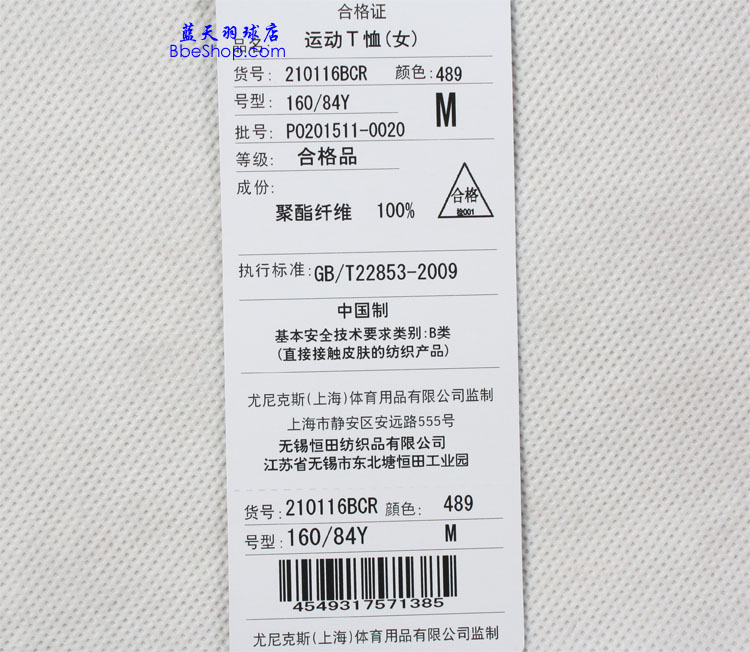 合格证
蓝天羽球店
BbeShop.com
品名:
运动T恤(女)
货号: 210116BCR 颜色: 489
号型: 160/84Y M
批号: PO201511-0020
等级: 合格品
成份:
聚酯纤维 100%
合格
检001
执行标准: GB/T22853-2009
中国制
基本安全技术要求类别:B类
(直接接触皮肤的纺织产品)
尤尼克斯(上海)体育用品有限公司监制
上海市静安区安远路555号
无锡恒田纺织品有限公司
江苏省无锡市东北塘恒田工业园
货号: 210116BCR 颜色: 489
号型: 160/84Y M
4549317571385
尤尼克斯(上海)体育用品有限公司监制